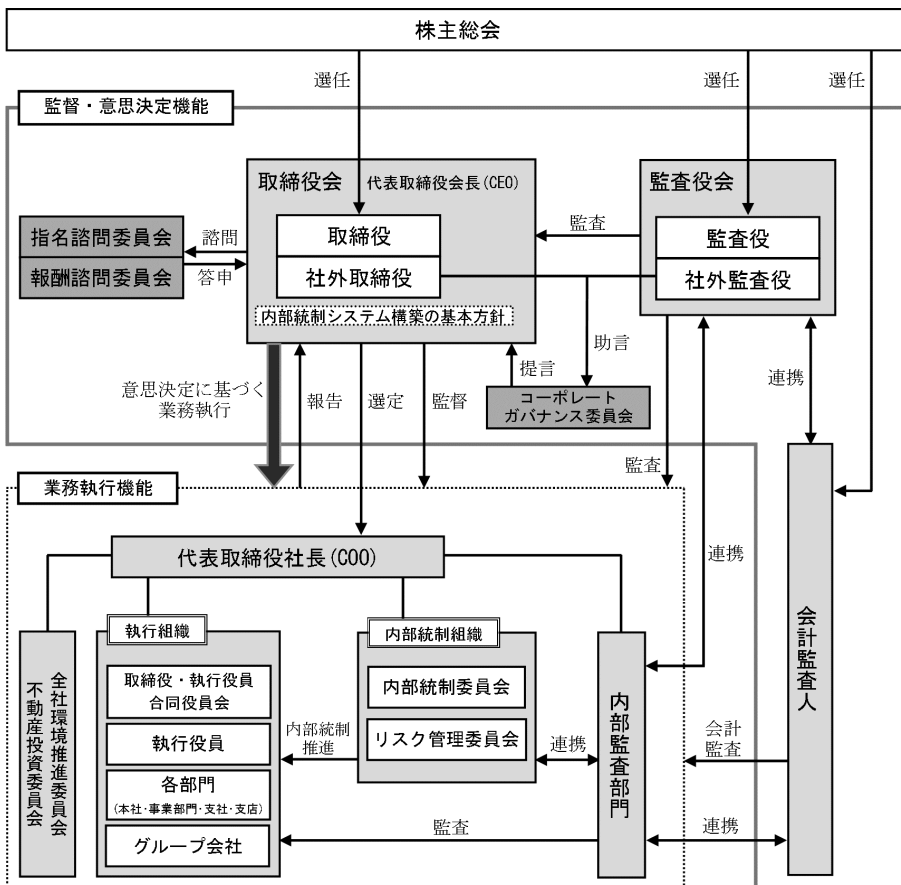 株主総会
選任
選任
選任
監督・意思決定機能
取締役会
代表取締役会長(CEO)
監査役会
取締役
社外取締役
監査
監査役
社外監査役
指名諮問委員会
報酬諮問委員会
諮問
答申
内部統制システム構築の基本方針
意思決定に基づく
業務執行
報告
選定
監督
提言
助言
コーポレート
ガバナンス委員会
連携
監査
業務執行機能
代表取締役社長(COO)
連携
会計監査人
執行組織
内部統制組織
全社環境推進委員会
不動産投資委員会
取締役・執行役員
合同役員会
執行役員
各部門
(本社・事業部門・支社・支店)
グループ会社
内部統制
推進
内部統制委員会
リスク管理委員会
連携
内部監査部門
会計
監査
監査
連携